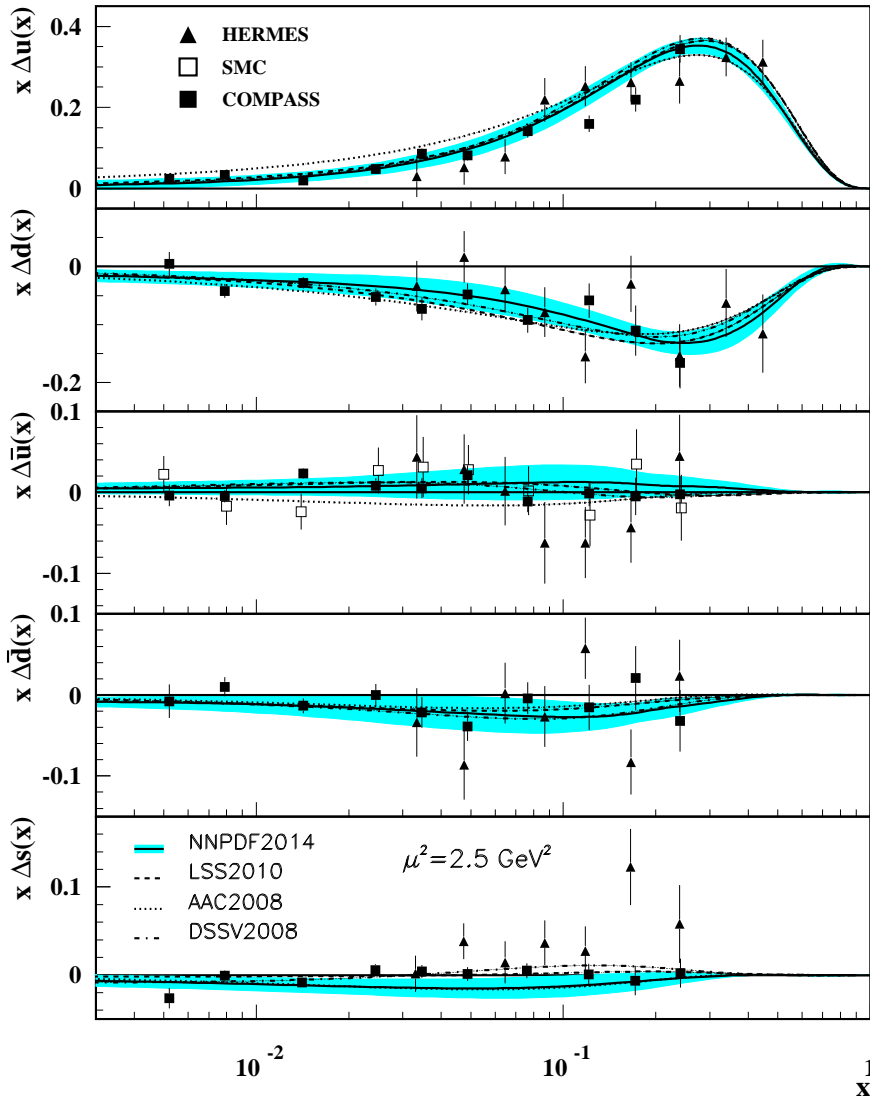 x Δu(x)
0.4
0.2
0
HERMES
SMC
COMPASS
x Δd(x)
0
-0.2
x Δū(x)
0.1
0
-0.1
x Δd̄(x)
0.1
0
-0.1
x Δs(x)
0.1
0
NNPDF2014
LSS2010
AAC2008
DSSV2008
μ²=2.5 GeV²
10⁻²
10⁻¹
1
x